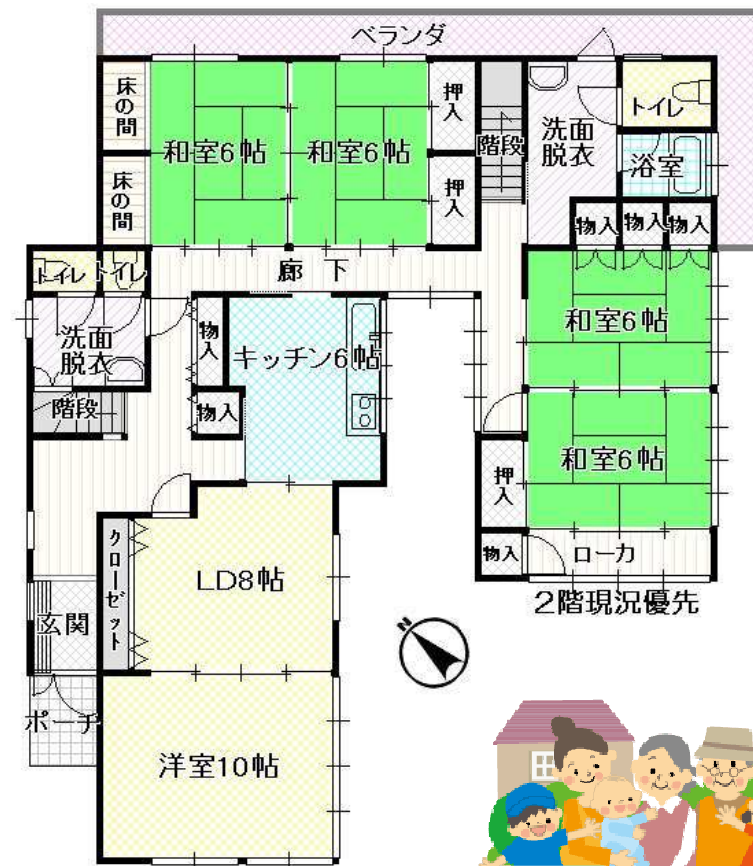 ベランダ
床の間
和室6帖
和室6帖
押入
階段
洗面
脱衣
トイレ
浴室
床の間
押入
物入
物入
物入
トイレ
トイレ
廊下
洗面
脱衣
物入
キッチン6帖
和室6帖
階段
物入
和室6帖
押入
クローゼット
LD8帖
物入
ローカ
2階現況優先
玄関
N
ポーチ
洋室10帖